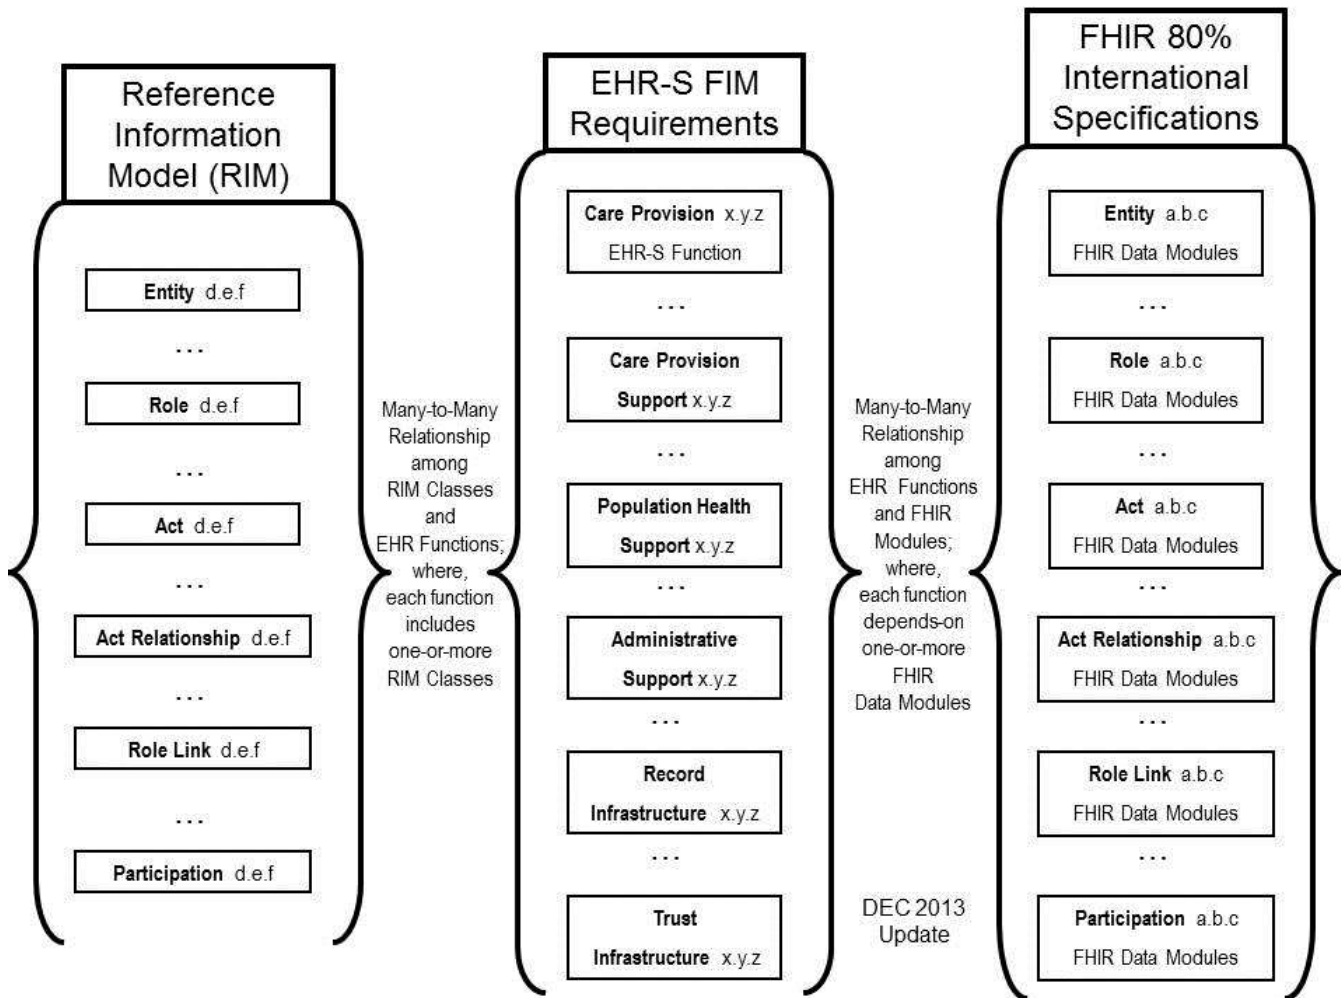 Reference
Information
Model (RIM)
Entity d.e.f
...
Role d.e.f
...
Act d.e.f
...
Act Relationship d.e.f
...
Role Link d.e.f
...
Participation d.e.f
Many-to-Many
Relationship
among
RIM Classes
and
EHR Functions;
where,
each function
includes
one-or-more
RIM Classes
EHR-S FIM
Requirements
Care Provision x.y.z
EHR-S Function
...
Care Provision
Support x.y.z
...
Population Health
Support x.y.z
...
Administrative
Support x.y.z
...
Record
Infrastructure x.y.z
...
Trust
Infrastructure x.y.z
Many-to-Many
Relationship
among
EHR Functions
and FHIR
Modules;
where,
each function
depends-on
one-or-more
FHIR
Data Modules
DEC 2013
Update
FHIR 80%
International
Specifications
Entity a.b.c
FHIR Data Modules
...
Role a.b.c
FHIR Data Modules
...
Act a.b.c
FHIR Data Modules
...
Act Relationship a.b.c
FHIR Data Modules
...
Role Link a.b.c
FHIR Data Modules
...
Participation a.b.c
FHIR Data Modules